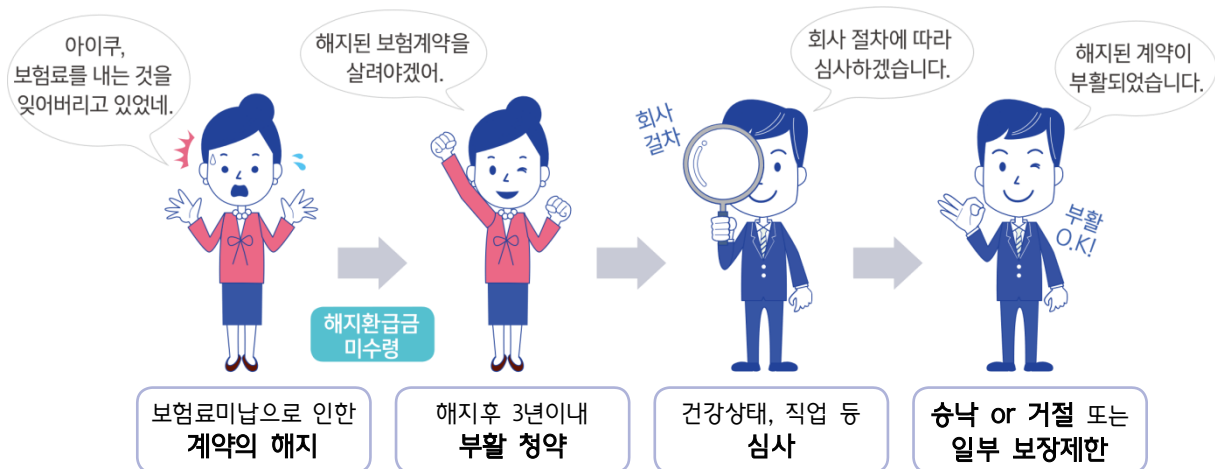 아이쿠,
보험료를 내는 것을
잊어버리고 있었네.
해지된 보험계약을
살려야겠어.
회사 절차에 따라
심사하겠습니다.
해지된 계약이
부활되었습니다.
회사
절차
부활
O.K!
해지환급금
미수령
보험료미납으로 인한
계약의 해지
해지후 3년이내
부활 청약
건강상태, 직업 등
심사
승낙 or 거절 또는
일부 보장제한